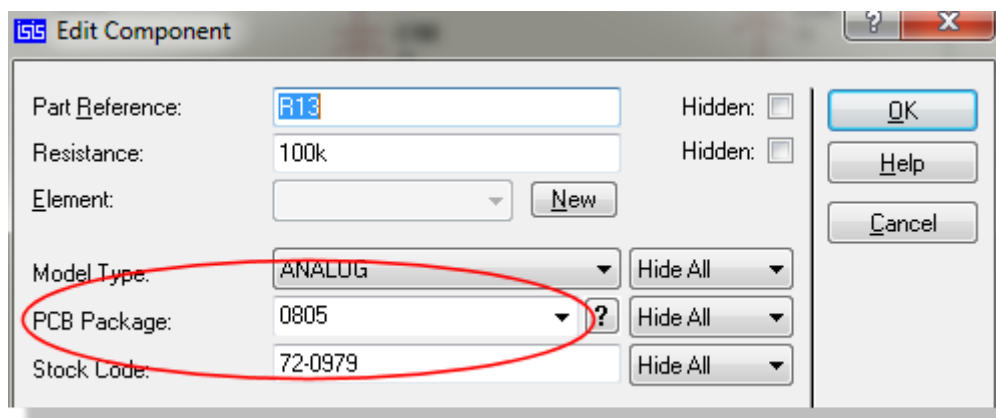 isis Edit Component ? X
Part Reference: R13 Hidden:
Resistance: 100k Hidden:
Element: New
Model Type: ANALOG Hide All
PCB Package: 0805 ? Hide All
Stock Code: 72-0979 Hide All
OK
Help
Cancel